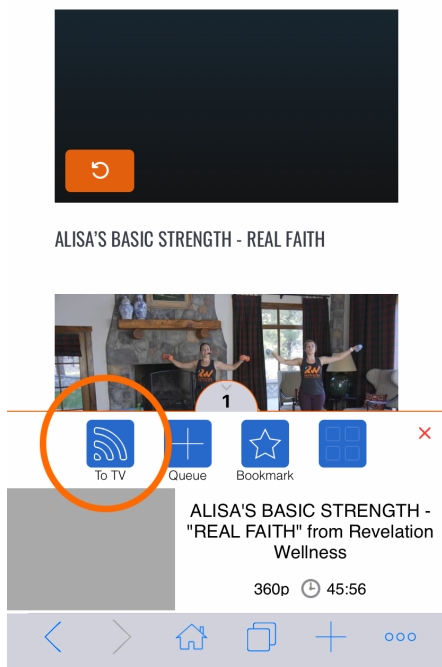 ALISA'S BASIC STRENGTH - REAL FAITH
1
To TV
Queue
Bookmark
ALISA'S BASIC STRENGTH -
"REAL FAITH" from Revelation
Wellness
360p 45:56